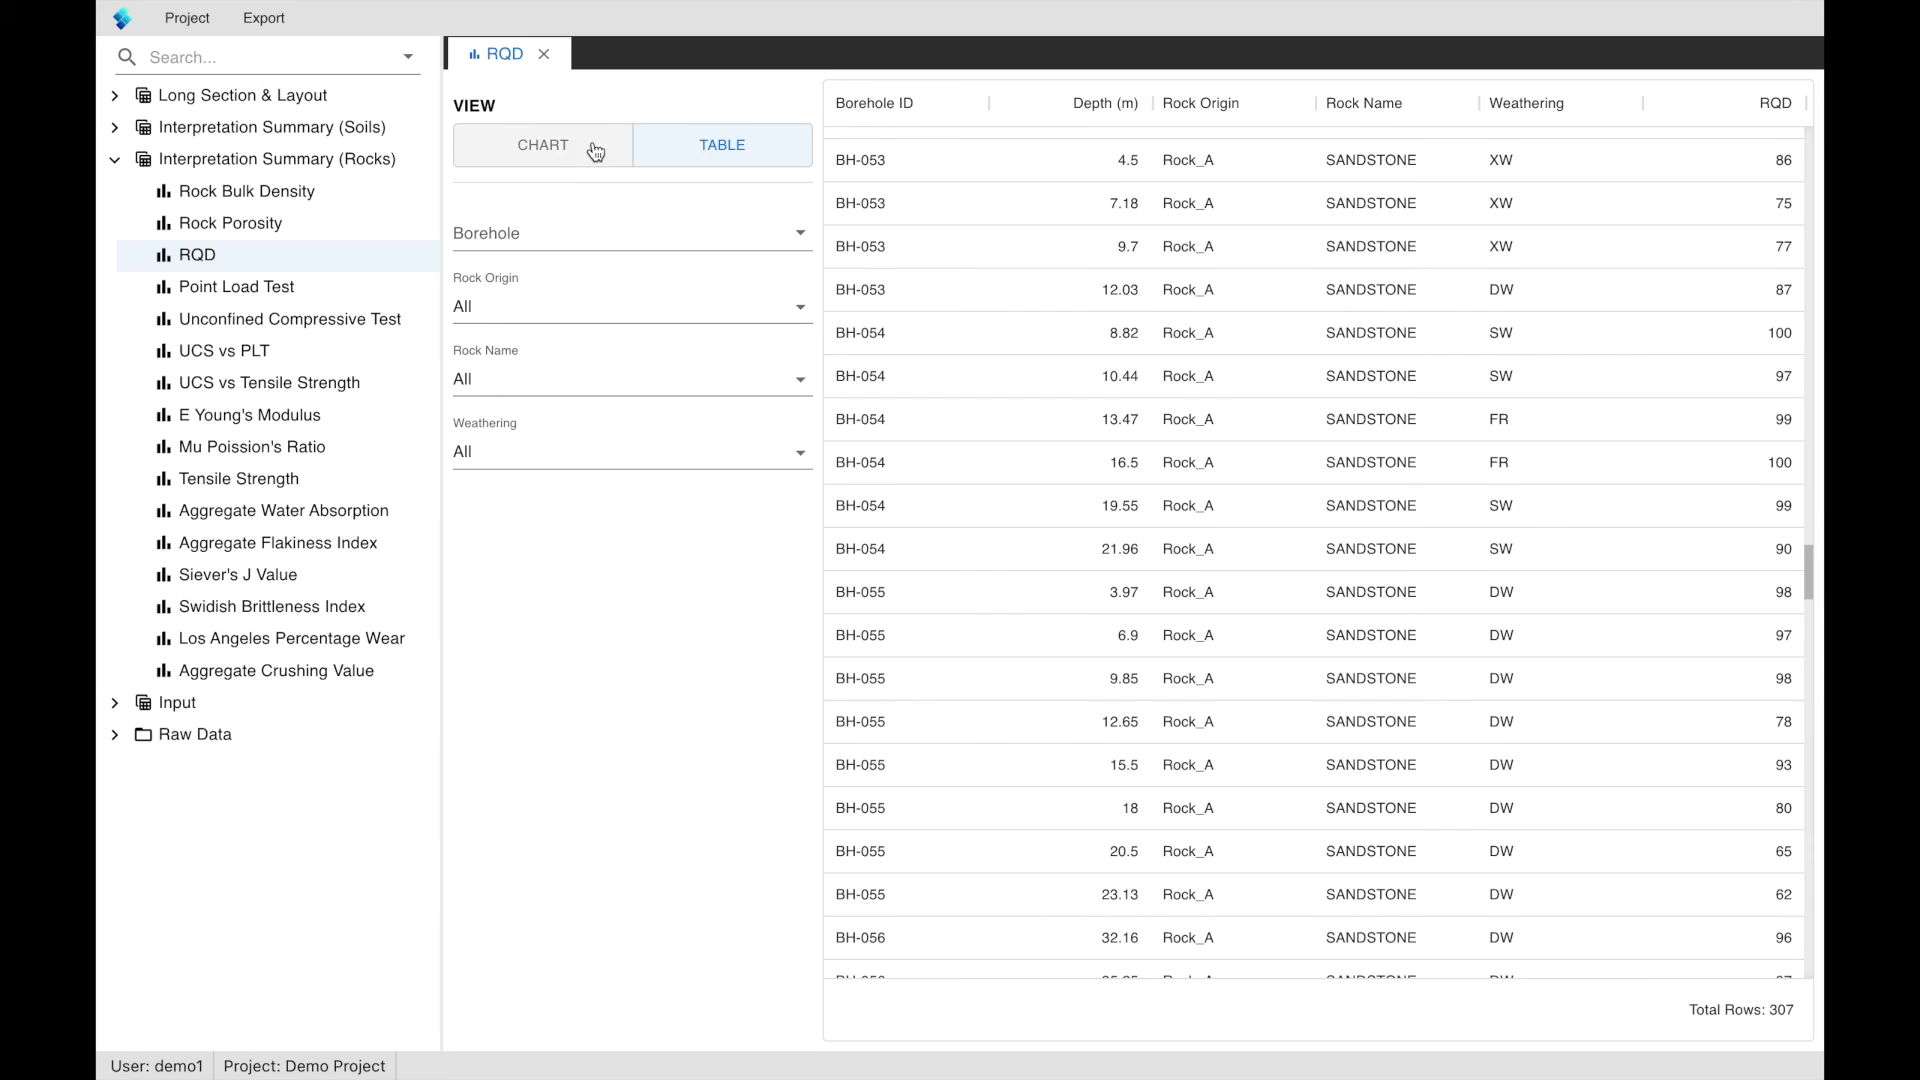 Project Export
Search...
Long Section & Layout
Interpretation Summary (Soils)
Interpretation Summary (Rocks)
Rock Bulk Density
Rock Porosity
RQD
Point Load Test
Unconfined Compressive Test
UCS vs PLT
UCS vs Tensile Strength
E Young's Modulus
Mu Poission's Ratio
Tensile Strength
Aggregate Water Absorption
Aggregate Flakiness Index
Siever's J Value
Swidish Brittleness Index
Los Angeles Percentage Wear
Aggregate Crushing Value
Input
Raw Data
RQD
VIEW
CHART TABLE
Borehole
Rock Origin
All
Rock Name
All
Weathering
All
Borehole ID Depth (m) Rock Origin Rock Name Weathering RQD
BH-053 4.5 Rock_A SANDSTONE XW 86
BH-053 7.18 Rock_A SANDSTONE XW 75
BH-053 9.7 Rock_A SANDSTONE XW 77
BH-053 12.03 Rock_A SANDSTONE DW 87
BH-054 8.82 Rock_A SANDSTONE SW 100
BH-054 10.44 Rock_A SANDSTONE SW 97
BH-054 13.47 Rock_A SANDSTONE FR 99
BH-054 16.5 Rock_A SANDSTONE FR 100
BH-054 19.55 Rock_A SANDSTONE SW 99
BH-054 21.96 Rock_A SANDSTONE SW 90
BH-055 3.97 Rock_A SANDSTONE DW 98
BH-055 6.9 Rock_A SANDSTONE DW 97
BH-055 9.85 Rock_A SANDSTONE DW 98
BH-055 12.65 Rock_A SANDSTONE DW 78
BH-055 15.5 Rock_A SANDSTONE DW 93
BH-055 18 Rock_A SANDSTONE DW 80
BH-055 20.5 Rock_A SANDSTONE DW 65
BH-055 23.13 Rock_A SANDSTONE DW 62
BH-056 32.16 Rock_A SANDSTONE DW 96
Total Rows: 307
User: demo1 Project: Demo Project